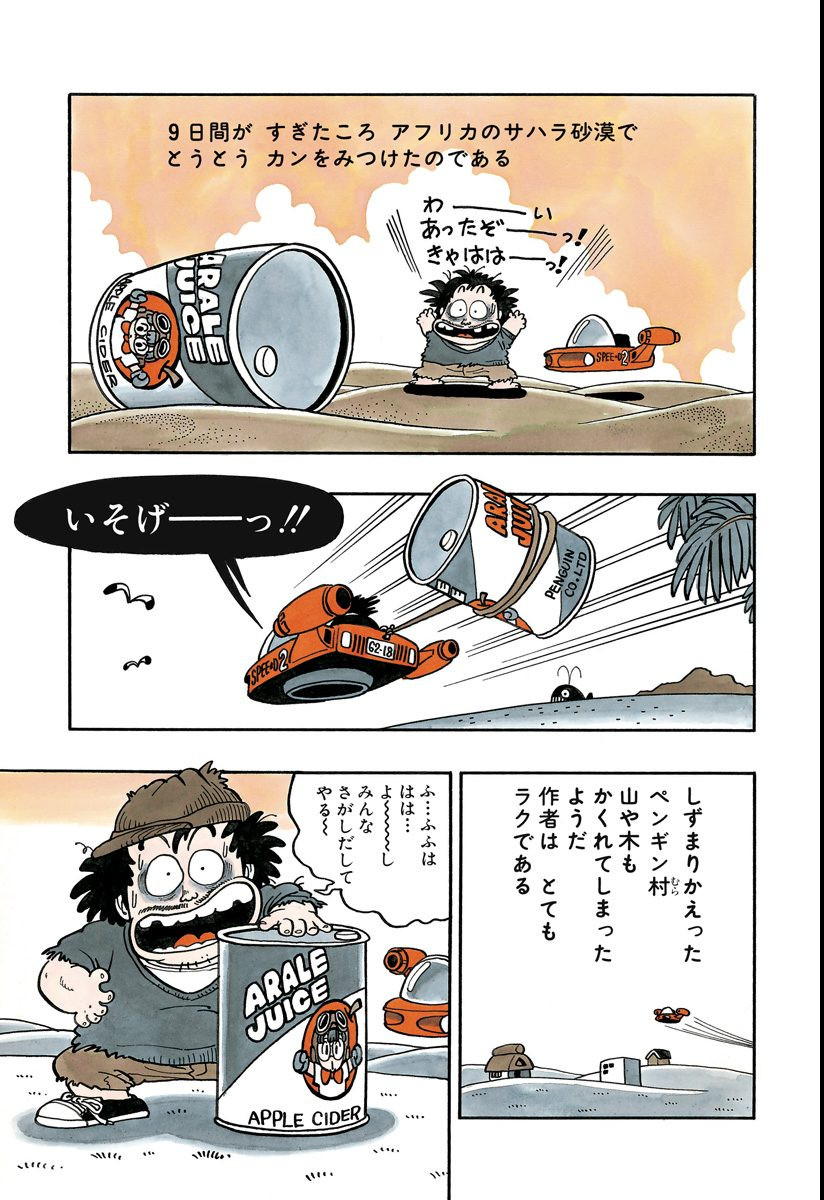 9日間が すぎたころ アフリカのサハラ砂漠で
とうとう カンをみつけたのである
わ――い
あったぞ――っ!
きゃはは――っ!
ARALE
JUICE
APPLE CIDER
SPEE-D2
いそげ――っ!!
ARALE
JUIC
PENGUIN
CO.LTD
SPEE-D2
G2-18
しずまりかえった
ペンギン村
むら
山や木も
かくれてしまった
ようだ
作者は とても
ラクである
ふ…ふふは
はは…
よ〜〜〜〜し
みんな
さがしだして
やる〜
ARALE
JUICE
APPLE CIDER